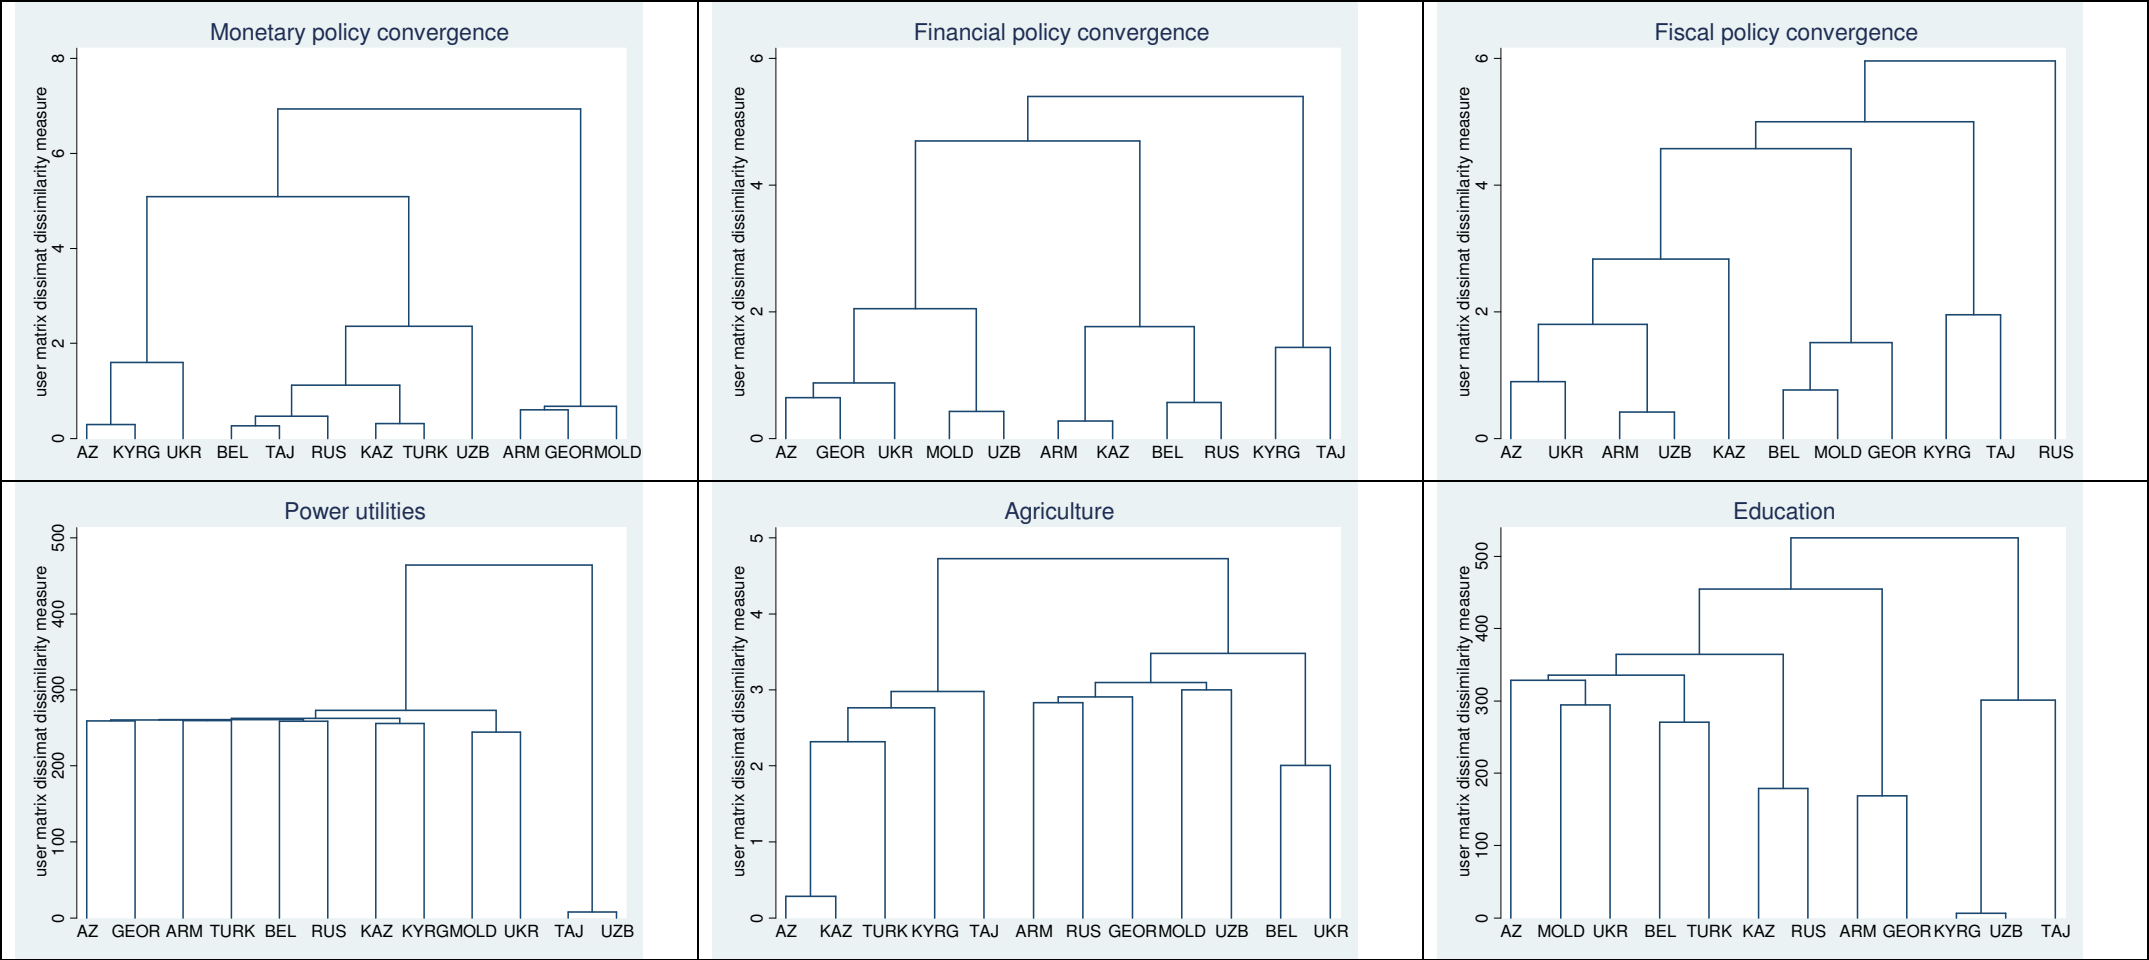 Monetary policy convergence
user matrix dissimat dissimilarity measure
8
6
4
2
0
AZ KYRG UKR BEL TAJ RUS KAZ TURK UZB ARM GEOR MOLD
Financial policy convergence
user matrix dissimat dissimilarity measure
6
4
2
0
AZ GEOR UKR MOLD UZB ARM KAZ BEL RUS KYRG TAJ
Fiscal policy convergence
user matrix dissimat dissimilarity measure
6
4
2
0
AZ UKR ARM UZB KAZ BEL MOLD GEOR KYRG TAJ RUS
Power utilities
user matrix dissimat dissimilarity measure
500
400
300
200
100
0
AZ GEOR ARM TURK BEL RUS KAZ KYRG MOLD UKR TAJ UZB
Agriculture
user matrix dissimat dissimilarity measure
5
4
3
2
1
0
AZ KAZ TURK KYRG TAJ ARM RUS GEOR MOLD UZB BEL UKR
Education
user matrix dissimat dissimilarity measure
500
400
300
200
100
0
AZ MOLD UKR BEL TURK KAZ RUS ARM GEOR KYRG UZB TAJ